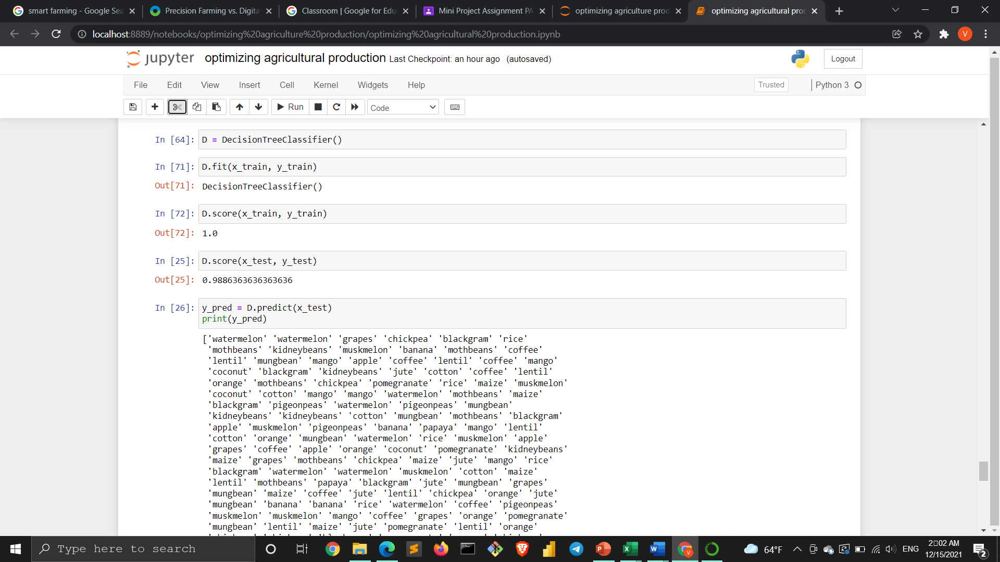 smart farming - Google Sea
Precision Farming vs. Digita
Classroom | Google for Edu
Mini Project Assignment PA
optimizing agriculture prod
optimizing agricultural pro
localhost:8889/notebooks/optimizing%20agriculture%20production/optimizing%20agricultural%20production.ipynb
V
jupyter optimizing agricultural production Last Checkpoint: an hour ago (autosaved)
Logout
File Edit View Insert Cell Kernel Widgets Help
Trusted
Python 3
Run
Code
In [64]: D = DecisionTreeClassifier()
In [71]: D.fit(x_train, y_train)
Out[71]: DecisionTreeClassifier()
In [72]: D.score(x_train, y_train)
Out[72]: 1.0
In [25]: D.score(x_test, y_test)
Out[25]: 0.9886363636363636
In [26]: y_pred = D.predict(x_test)
print(y_pred)
['watermelon' 'watermelon' 'grapes' 'chickpea' 'blackgram' 'rice'
'mothbeans' 'kidneybeans' 'muskmelon' 'banana' 'mothbeans' 'coffee'
'lentil' 'mungbean' 'mango' 'apple' 'coffee' 'lentil' 'coffee' 'mango'
'coconut' 'blackgram' 'kidneybeans' 'jute' 'cotton' 'coffee' 'lentil'
'orange' 'mothbeans' 'chickpea' 'pomegranate' 'rice' 'maize' 'muskmelon'
'coconut' 'cotton' 'mango' 'mango' 'watermelon' 'mothbeans' 'maize'
'blackgram' 'pigeonpeas' 'watermelon' 'pigeonpeas' 'mungbean'
'kidneybeans' 'kidneybeans' 'cotton' 'mungbean' 'mothbeans' 'blackgram'
'apple' 'muskmelon' 'pigeonpeas' 'banana' 'papaya' 'mango' 'lentil'
'cotton' 'orange' 'mungbean' 'watermelon' 'rice' 'muskmelon' 'apple'
'grapes' 'coffee' 'apple' 'orange' 'coconut' 'pomegranate' 'kidneybeans'
'maize' 'grapes' 'mothbeans' 'chickpea' 'maize' 'jute' 'mango' 'rice'
'blackgram' 'watermelon' 'watermelon' 'muskmelon' 'cotton' 'maize'
'lentil' 'mothbeans' 'papaya' 'blackgram' 'jute' 'mungbean' 'grapes'
'mungbean' 'maize' 'coffee' 'jute' 'lentil' 'chickpea' 'orange' 'jute'
'mungbean' 'banana' 'banana' 'rice' 'watermelon' 'coffee' 'pigeonpeas'
'muskmelon' 'muskmelon' 'mango' 'coffee' 'grapes' 'orange' 'pomegranate'
'mungbean' 'lentil' 'maize' 'jute' 'pomegranate' 'lentil' 'orange'
Type here to search
64°F
ENG
2▯02 AM
12/15/2021
2